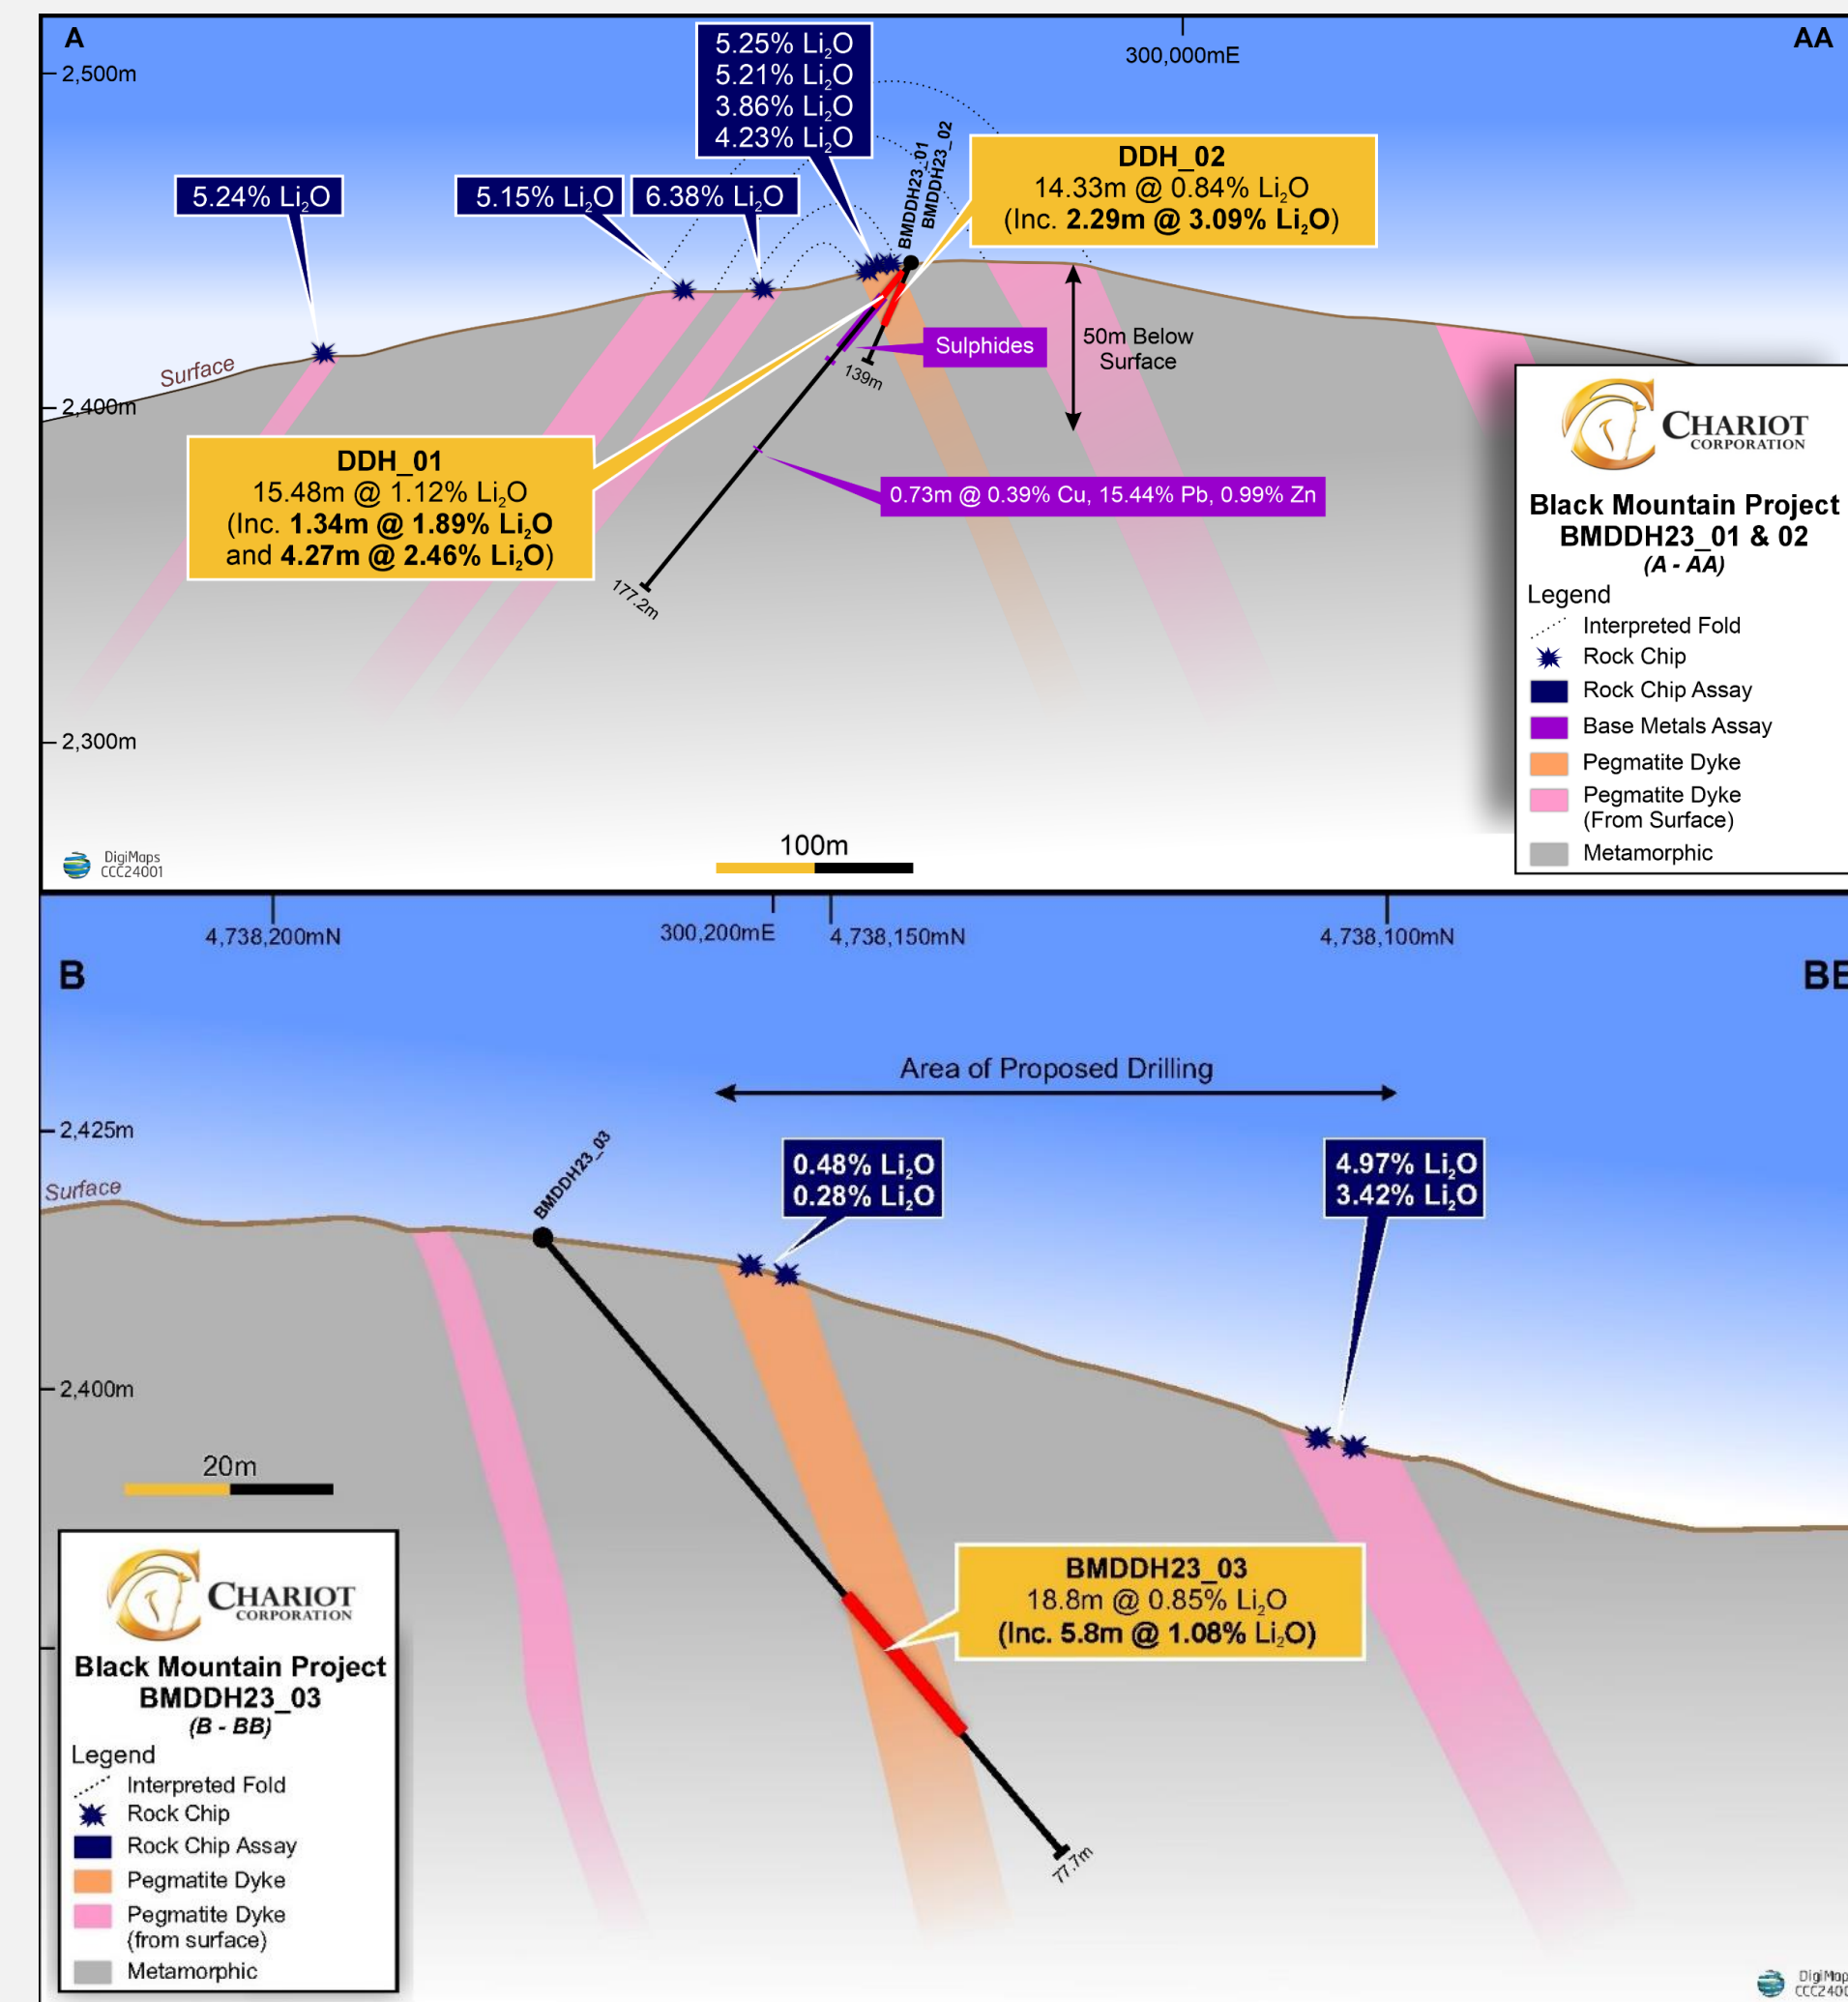 A
AA
2,500m
300,000mE
5.25% Li₂O
5.21% Li₂O
3.86% Li₂O
4.23% Li₂O
BMDDH23_01
BMDDH23_02
DDH_02
14.33m @ 0.84% Li₂O
(Inc. 2.29m @ 3.09% Li₂O)
5.24% Li₂O
5.15% Li₂O
6.38% Li₂O
Surface
Sulphides
50m Below
Surface
139m
2,400m
DDH_01
15.48m @ 1.12% Li₂O
(Inc. 1.34m @ 1.89% Li₂O
and 4.27m @ 2.46% Li₂O)
0.73m @ 0.39% Cu, 15.44% Pb, 0.99% Zn
177.2m
2,300m
100m
DigiMaps
CCC24001
CHARIOT
CORPORATION
Black Mountain Project
BMDDH23_01 & 02
(A - AA)
Legend
Interpreted Fold
Rock Chip
Rock Chip Assay
Base Metals Assay
Pegmatite Dyke
Pegmatite Dyke
(From Surface)
Metamorphic
4,738,200mN
300,200mE
4,738,150mN
4,738,100mN
B
Area of Proposed Drilling
2,425m
Surface
BMDDH23_03
0.48% Li₂O
0.28% Li₂O
4.97% Li₂O
3.42% Li₂O
2,400m
20m
BMDDH23_03
18.8m @ 0.85% Li₂O
(Inc. 5.8m @ 1.08% Li₂O)
77.7m
CHARIOT
CORPORATION
Black Mountain Project
BMDDH23_03
(B - BB)
Legend
Interpreted Fold
Rock Chip
Rock Chip Assay
Pegmatite Dyke
Pegmatite Dyke
(from surface)
Metamorphic